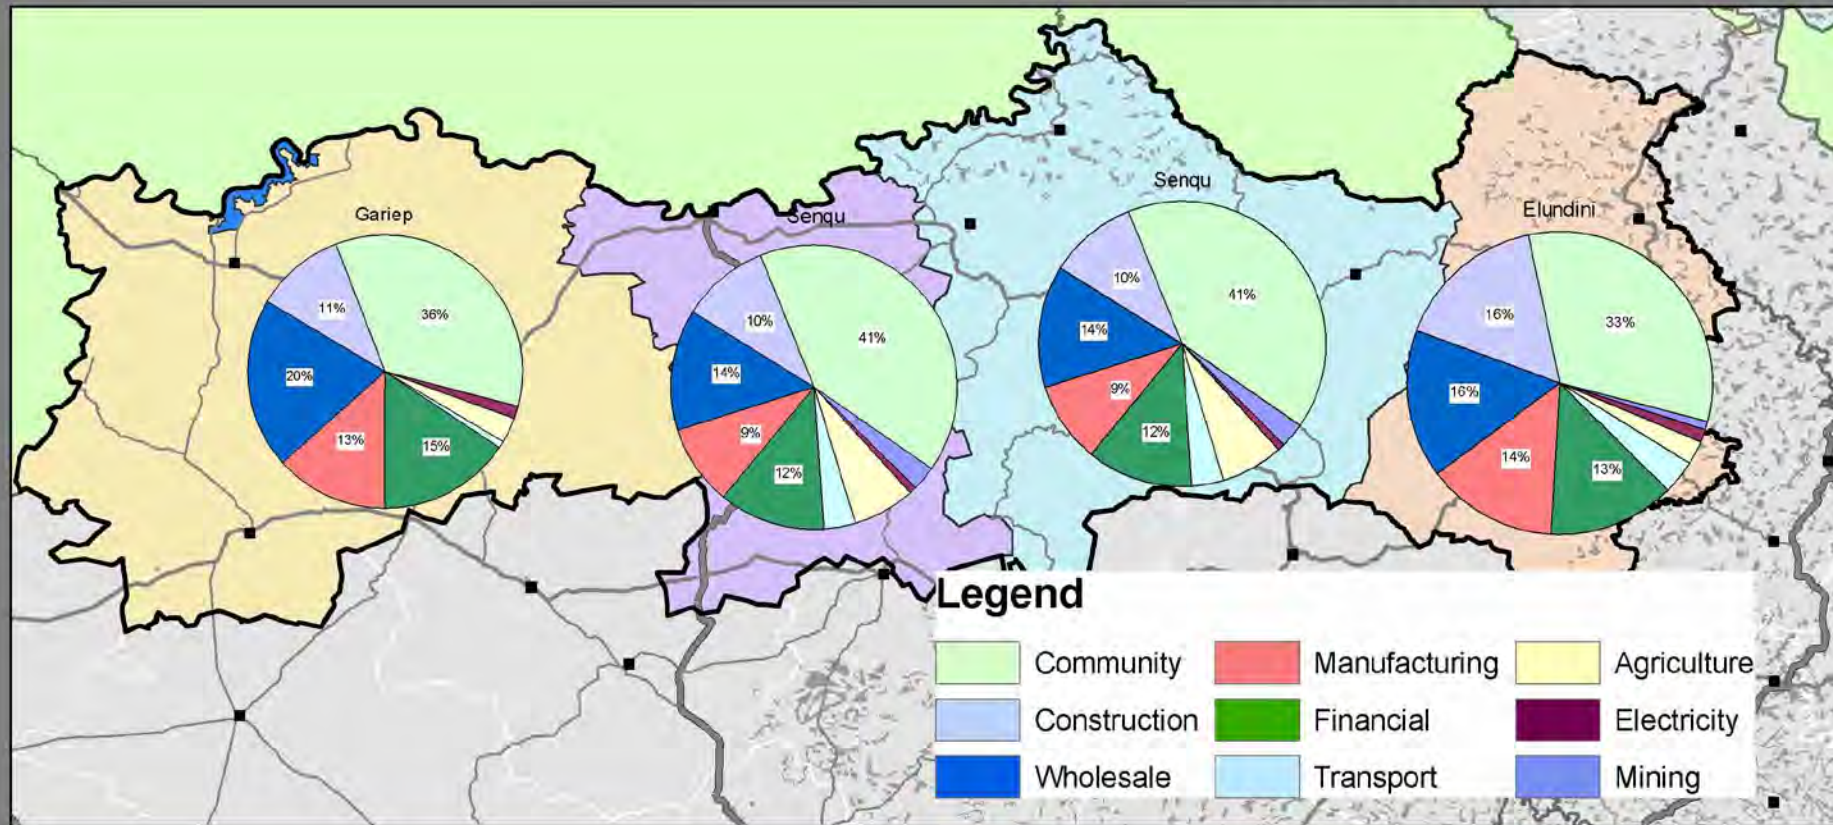 Gariep
11%
36%
20%
13%
15%
Senqu
10%
41%
14%
9%
12%
Senqu
10%
41%
14%
9%
12%
Elundini
16%
33%
16%
14%
13%
Legend
Community
Manufacturing
Agriculture
Construction
Financial
Electricity
Wholesale
Transport
Mining